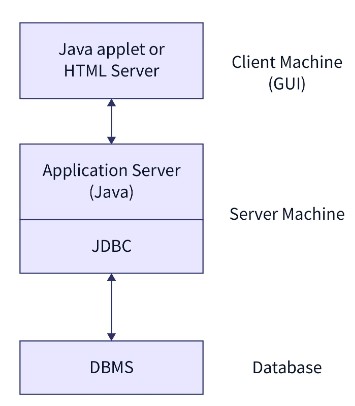 Java applet or
HTML Server
Client Machine
(GUI)
Application Server
(Java)
Server Machine
JDBC
DBMS
Database